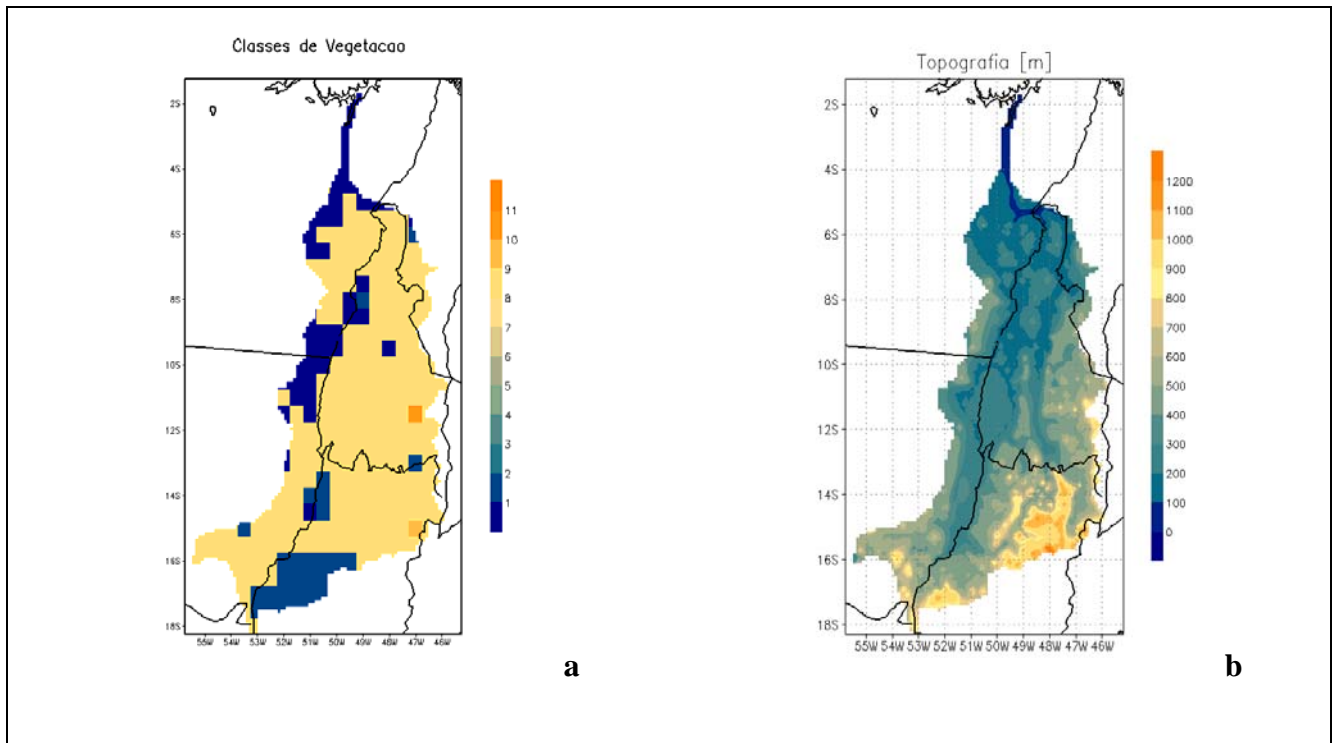 Classes de Vegetacao
2S
4S
6S
8S
10S
12S
14S
16S
18S
55W 54W 53W 52W 51W 50W 49W 48W 47W 46W
11
10
9
8
7
6
5
4
3
2
1
a
Topografia [m]
2S
4S
6S
8S
10S
12S
14S
16S
18S
55W 54W 53W 52W 51W 50W 49W 48W 47W 46W
1200
1100
1000
900
800
700
600
500
400
300
200
100
0
b